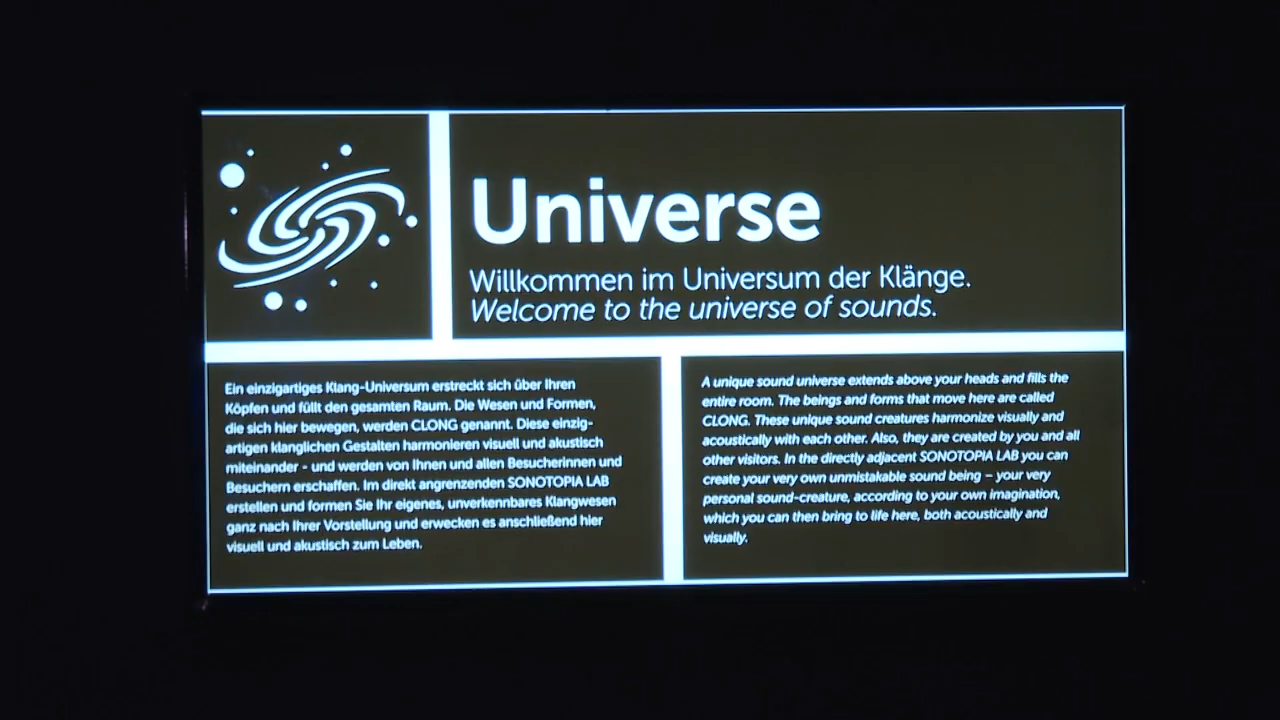 Universe
Willkommen im Universum der Klänge.
Welcome to the universe of sounds.
Ein einzigartiges Klang-Universum erstreckt sich über Ihren
Köpfen und füllt den gesamten Raum. Die Wesen und Formen,
die sich hier bewegen, werden CLONG genannt. Diese einzig-
artigen klanglichen Gestalten harmonieren visuell und akustisch
miteinander - und werden von Ihnen und allen Besucherinnen und
Besuchern erschaffen. Im direkt angrenzenden SONOTOPIA LAB
erstellen und formen Sie Ihr eigenes, unverkennbares Klangwesen
ganz nach Ihrer Vorstellung und erwecken es anschließend hier
visuell und akustisch zum Leben.
A unique sound universe extends above your heads and fills the
entire room. The beings and forms that move here are called
CLONG. These unique sound creatures harmonize visually and
acoustically with each other. Also, they are created by you and all
other visitors. In the directly adjacent SONOTOPIA LAB you can
create your very own unmistakable sound being – your very
personal sound-creature, according to your own imagination,
which you can then bring to life here, both acoustically and
visually.